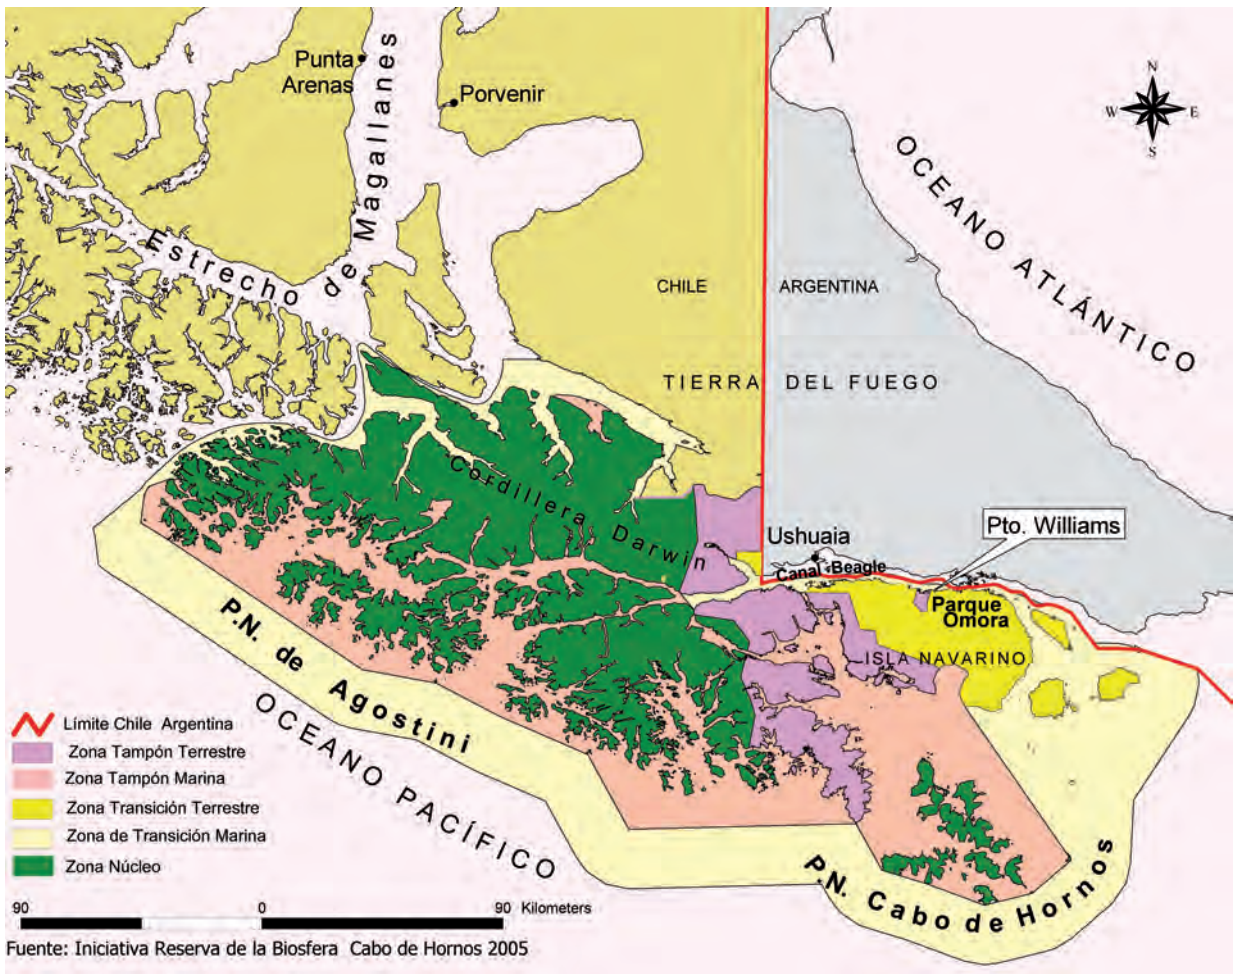 Punta
Arenas
Porvenir
Estrecho de Magallanes
N
W E
S
OCEANO ATLÁNTICO
CHILE ARGENTINA
TIERRA DEL FUEGO
Cordillera Darwin
Ushuaia
Pto. Williams
Canal Beagle
Parque
Omora
ISLA NAVARINO
P.N. de Agostini
OCEANO PACÍFICO
P.N. Cabo de Hornos
Límite Chile Argentina
Zona Tampón Terrestre
Zona Tampón Marina
Zona Transición Terrestre
Zona de Transición Marina
Zona Núcleo
90 0 90 Kilometers
Fuente: Iniciativa Reserva de la Biosfera Cabo de Hornos 2005